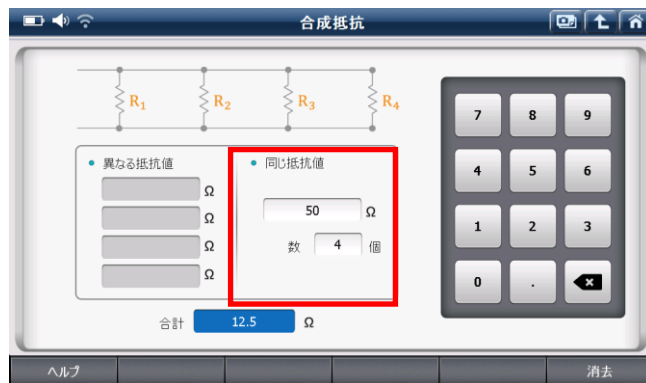 合成抵抗
R1 R2 R3 R4
• 異なる抵抗値
Ω
Ω
Ω
Ω
• 同じ抵抗値
50 Ω
数 4 個
合計 12.5 Ω
7 8 9
4 5 6
1 2 3
0 .
ヘルプ 消去